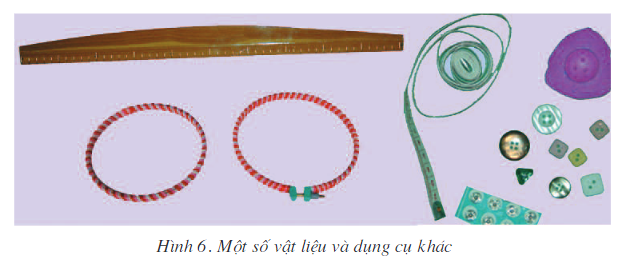 Hình 6. Một số vật liệu và dụng cụ khác